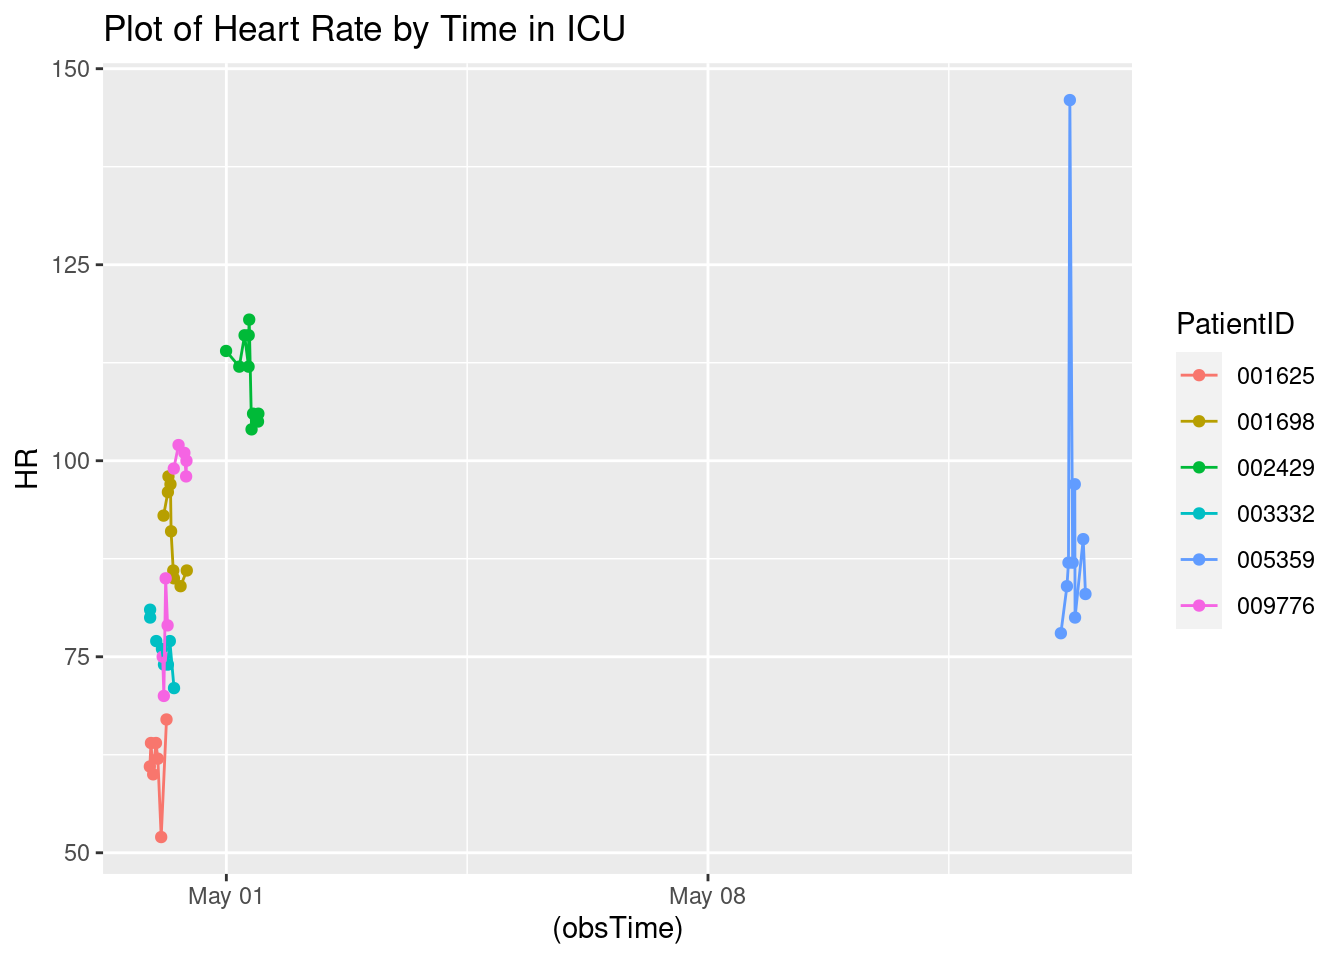 Plot of Heart Rate by Time in ICU
150
125
100
75
50
HR
May 01
May 08
(obsTime)
PatientID
001625
001698
002429
003332
005359
009776